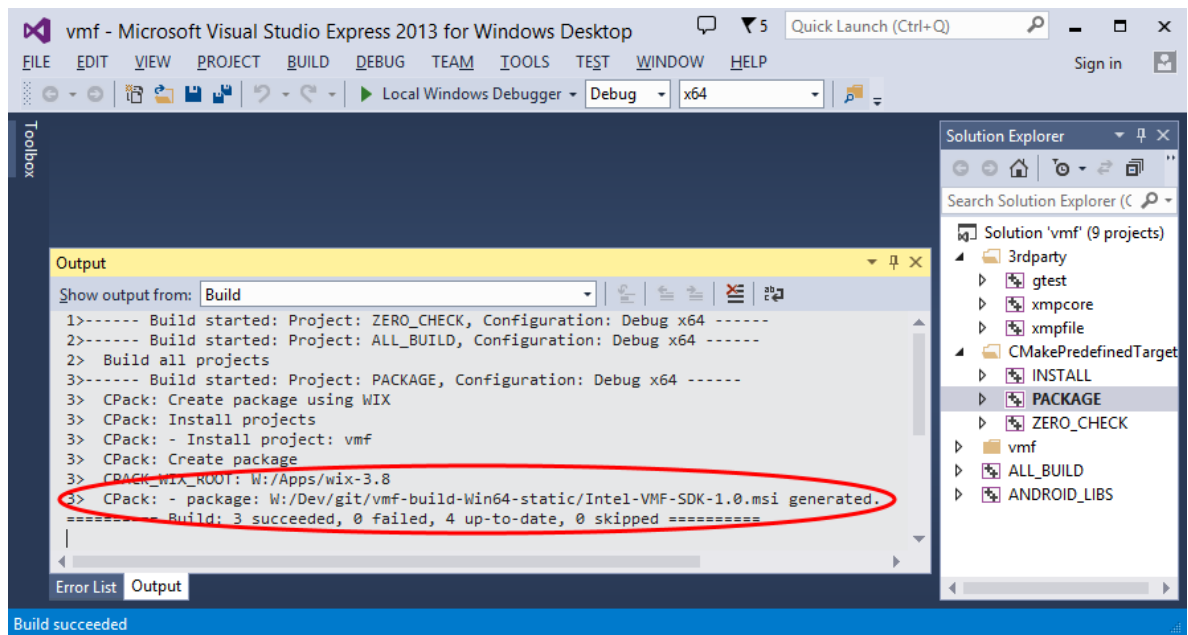 vmf - Microsoft Visual Studio Express 2013 for Windows Desktop
5
Quick Launch (Ctrl+Q)
FILE EDIT VIEW PROJECT BUILD DEBUG TEAM TOOLS TEST WINDOW HELP
Sign in
Local Windows Debugger Debug x64
Toolbox
Output
Show output from: Build
1>------ Build started: Project: ZERO_CHECK, Configuration: Debug x64 ------
2>------ Build started: Project: ALL_BUILD, Configuration: Debug x64 ------
2> Build all projects
3>------ Build started: Project: PACKAGE, Configuration: Debug x64 ------
3> CPack: Create package using WIX
3> CPack: Install projects
3> CPack: - Install project: vmf
3> CPack: Create package
3> CPACK_WIX_ROOT: W:/Apps/wix-3.8
3> CPack: - package: W:/Dev/git/vmf-build-Win64-static/Intel-VMF-SDK-1.0.msi generated.
========== Build: 3 succeeded, 0 failed, 4 up-to-date, 0 skipped ==========
Error List Output
Solution Explorer
Search Solution Explorer (C
Solution 'vmf' (9 projects)
3rdparty
gtest
xmpcore
xmpfile
CMakePredefinedTarget
INSTALL
PACKAGE
ZERO_CHECK
vmf
ALL_BUILD
ANDROID_LIBS
Build succeeded